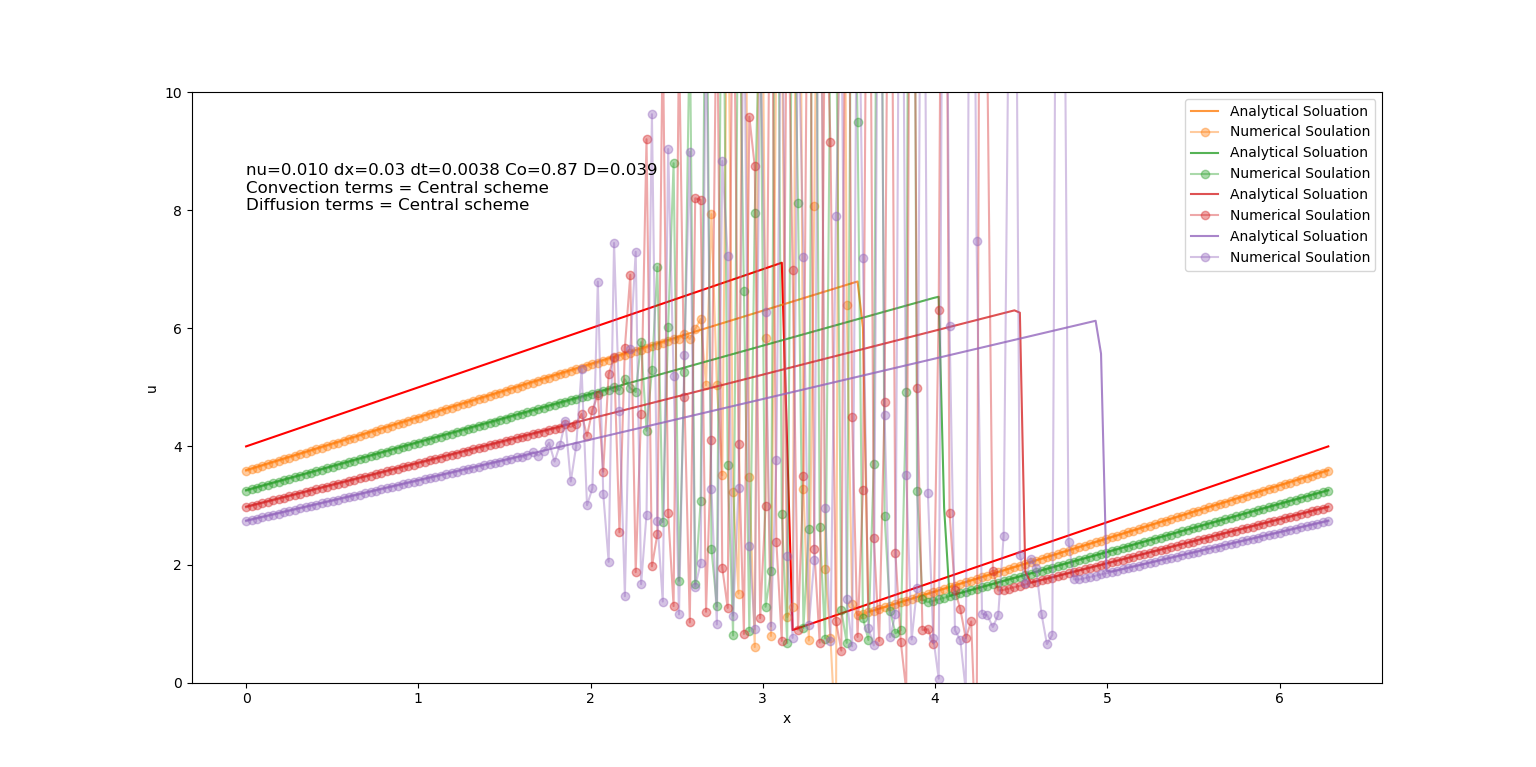 10
8
6
4
2
0
u
nu=0.010 dx=0.03 dt=0.0038 Co=0.87 D=0.039
Convection terms = Central scheme
Diffusion terms = Central scheme
Analytical Soluation
Numerical Soulation
Analytical Soluation
Numerical Soulation
Analytical Soluation
Numerical Soulation
Analytical Soluation
Numerical Soulation
0 1 2 3 4 5 6
x